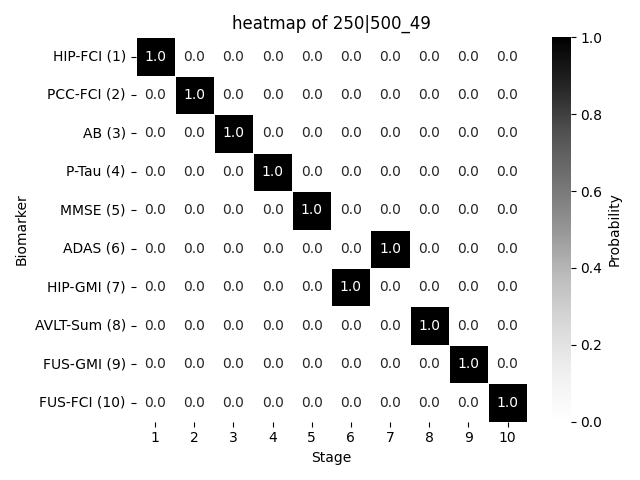 heatmap of 250|500_49
HIP-FCI (1) 1.0 0.0 0.0 0.0 0.0 0.0 0.0 0.0 0.0 0.0
PCC-FCI (2) 0.0 1.0 0.0 0.0 0.0 0.0 0.0 0.0 0.0 0.0
AB (3) 0.0 0.0 1.0 0.0 0.0 0.0 0.0 0.0 0.0 0.0
P-Tau (4) 0.0 0.0 0.0 1.0 0.0 0.0 0.0 0.0 0.0 0.0
MMSE (5) 0.0 0.0 0.0 0.0 1.0 0.0 0.0 0.0 0.0 0.0
ADAS (6) 0.0 0.0 0.0 0.0 0.0 0.0 1.0 0.0 0.0 0.0
HIP-GMI (7) 0.0 0.0 0.0 0.0 0.0 1.0 0.0 0.0 0.0 0.0
AVLT-Sum (8) 0.0 0.0 0.0 0.0 0.0 0.0 0.0 1.0 0.0 0.0
FUS-GMI (9) 0.0 0.0 0.0 0.0 0.0 0.0 0.0 0.0 1.0 0.0
FUS-FCI (10) 0.0 0.0 0.0 0.0 0.0 0.0 0.0 0.0 0.0 1.0
1 2 3 4 5 6 7 8 9 10
Stage
Biomarker
1.0
0.8
0.6
0.4
0.2
0.0
Probability